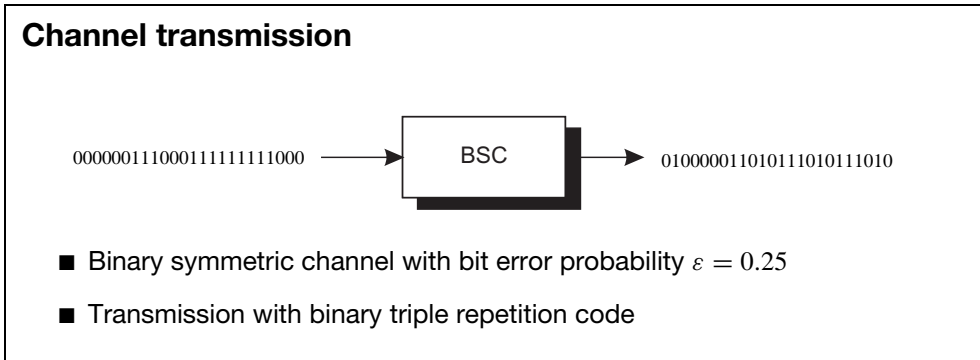 Channel transmission
000000111000111111111000
BSC
010000011010111010111010
■ Binary symmetric channel with bit error probability ε = 0.25
■ Transmission with binary triple repetition code